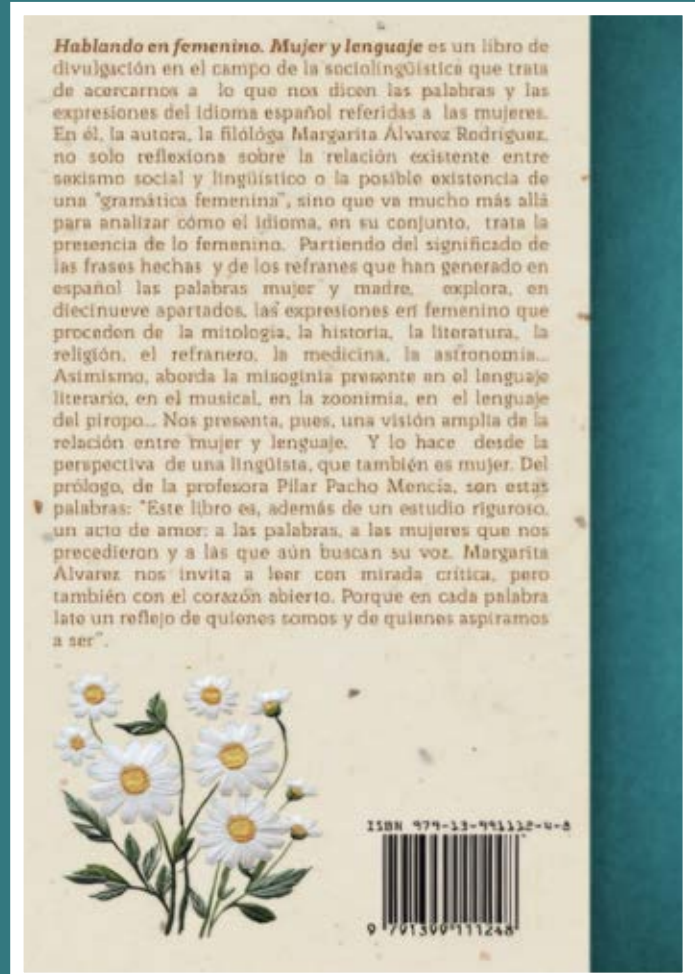 Hablando en femenino. Mujer y lenguaje es un libro de
divulgación en el campo de la sociolingüística que trata
de acercarnos a lo que nos dicen las palabras y las
expresiones del idioma español referidas a las mujeres.
En él, la autora, la filóloga Margarita Álvarez Rodríguez,
no solo reflexiona sobre la relación existente entre
sexismo social y lingüístico o la posible existencia de
una "gramática femenina", sino que va mucho más allá
para analizar cómo el idioma, en su conjunto, trata la
presencia de lo femenino. Partiendo del significado de
las frases hechas y de los refranes que han generado en
español las palabras mujer y madre, explora, en
diecinueve apartados, las expresiones en femenino que
proceden de la mitología, la historia, la literatura, la
religión, el refranero, la medicina, la astronomía...
Asimismo, aborda la misoginia presente en el lenguaje
literario, en el musical, en la zoonimia, en el lenguaje
del piropo... Nos presenta, pues, una visión amplia de la
relación entre mujer y lenguaje. Y lo hace desde la
perspectiva de una lingüista, que también es mujer. Del
prólogo, de la profesora Pilar Pacho Mencía, son estas
palabras: "Este libro es, además de un estudio riguroso,
un acto de amor: a las palabras, a las mujeres que nos
precedieron y a las que aún buscan su voz. Margarita
Álvarez nos invita a leer con mirada crítica, pero
también con el corazón abierto. Porque en cada palabra
late un reflejo de quienes somos y de quienes aspiramos
a ser".
ISBN 979-13-991112-4-8
9 791399 111248